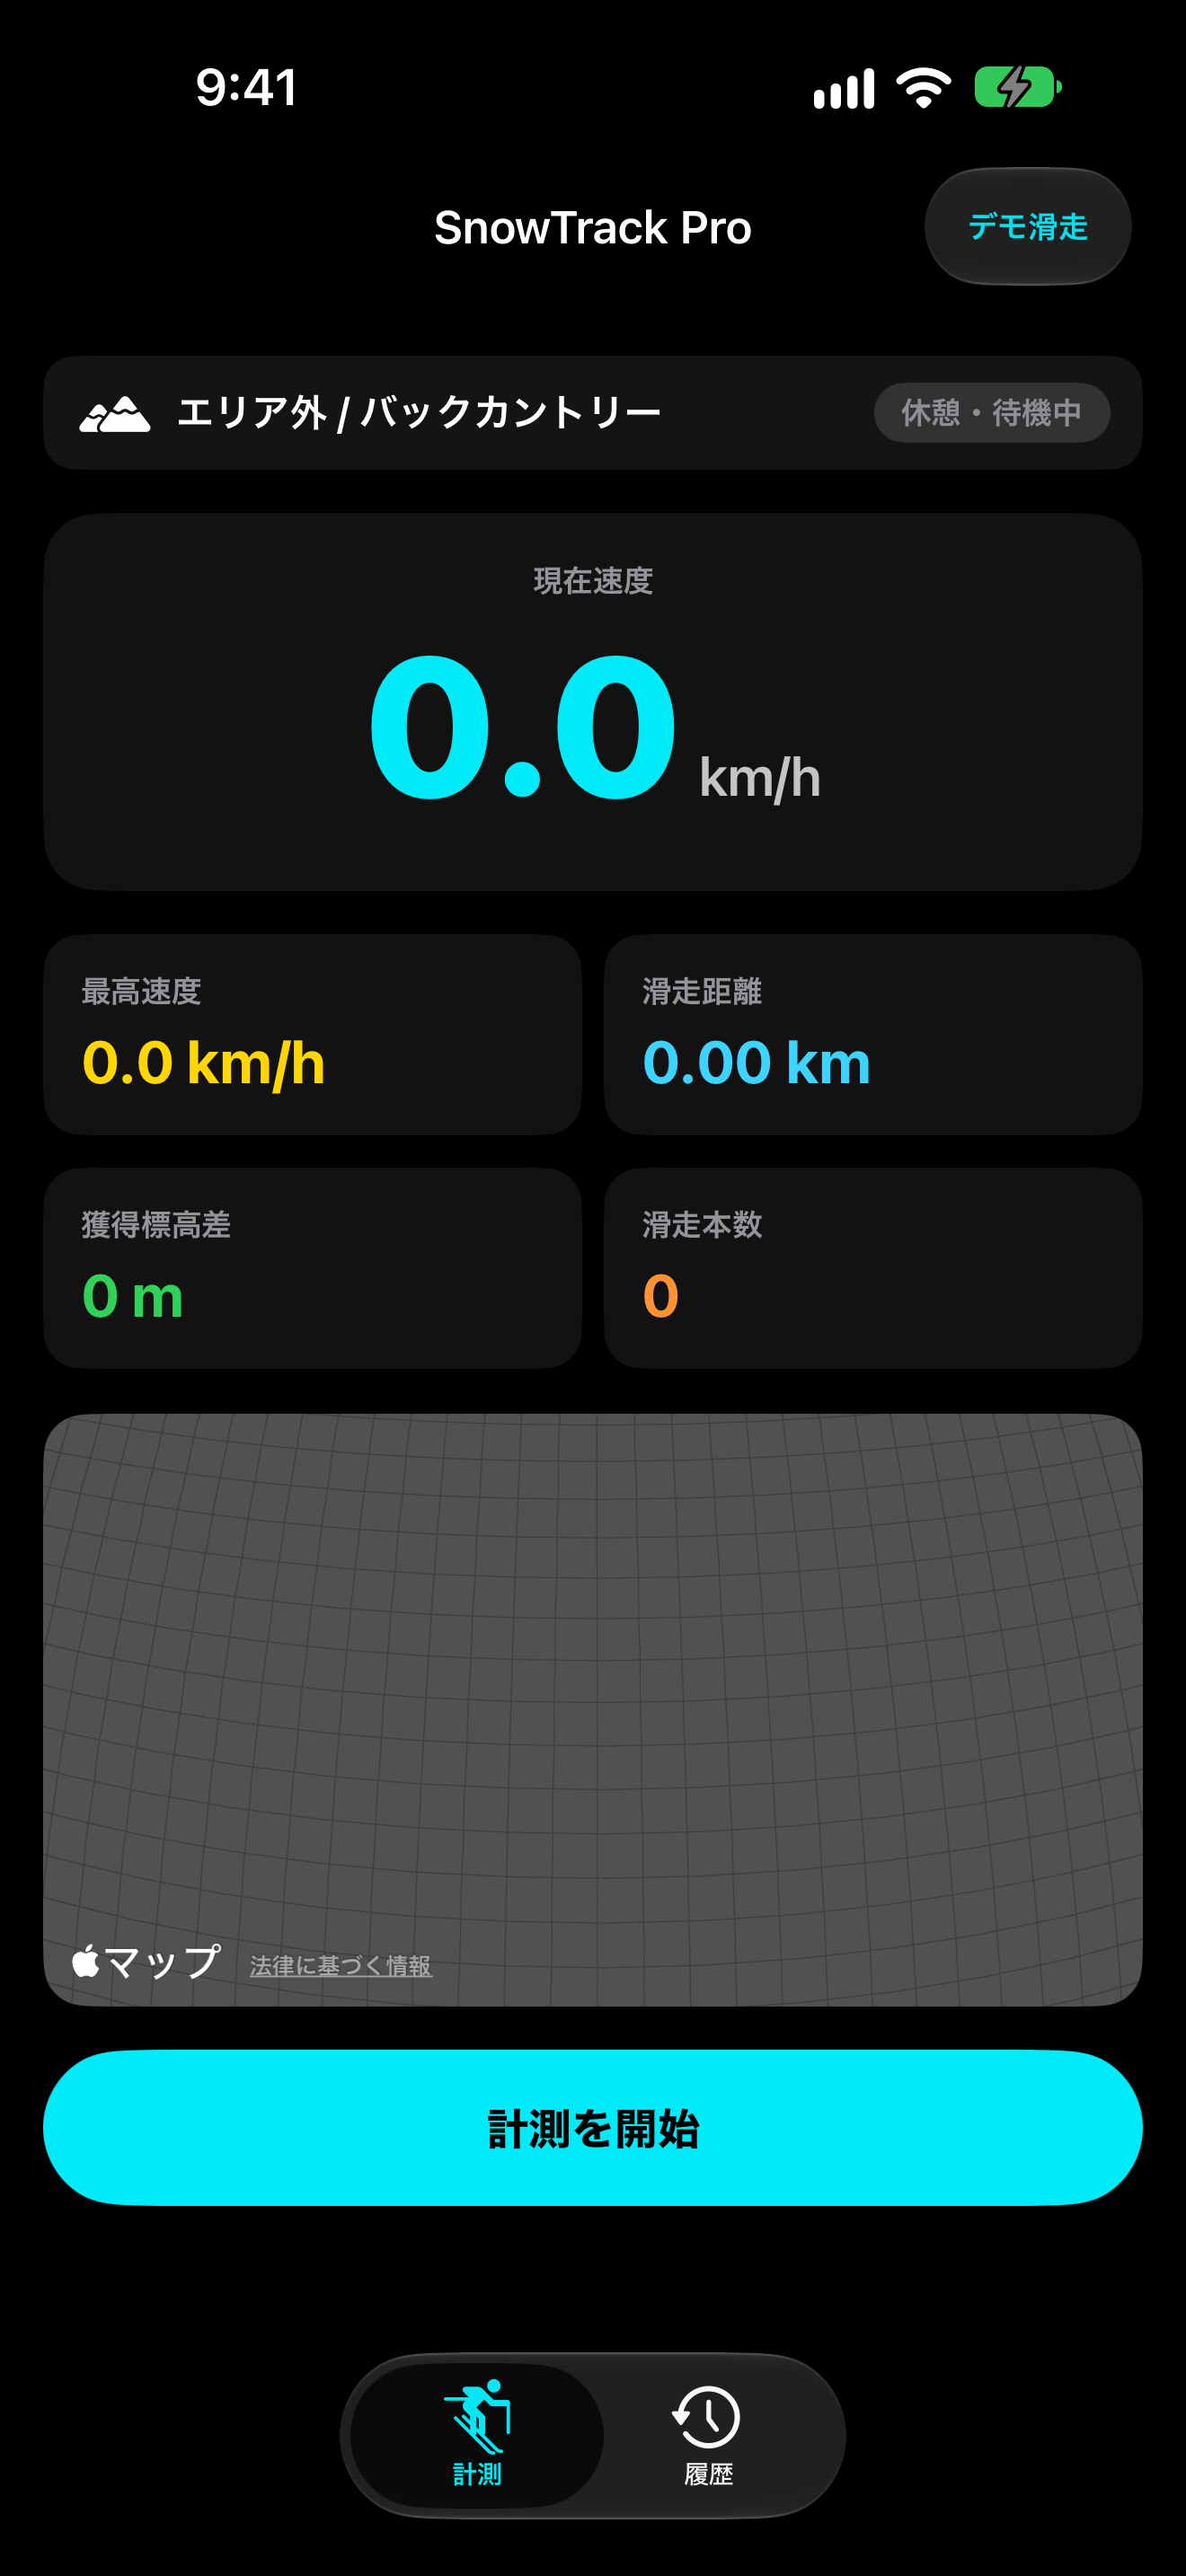 9:41
SnowTrack Pro
デモ滑走
エリア外 / バックカントリー
休憩・待機中
現在速度
0.0 km/h
最高速度
0.0 km/h
滑走距離
0.00 km
獲得標高差
0 m
滑走本数
0
マップ
法律に基づく情報
計測を開始
計測
履歴